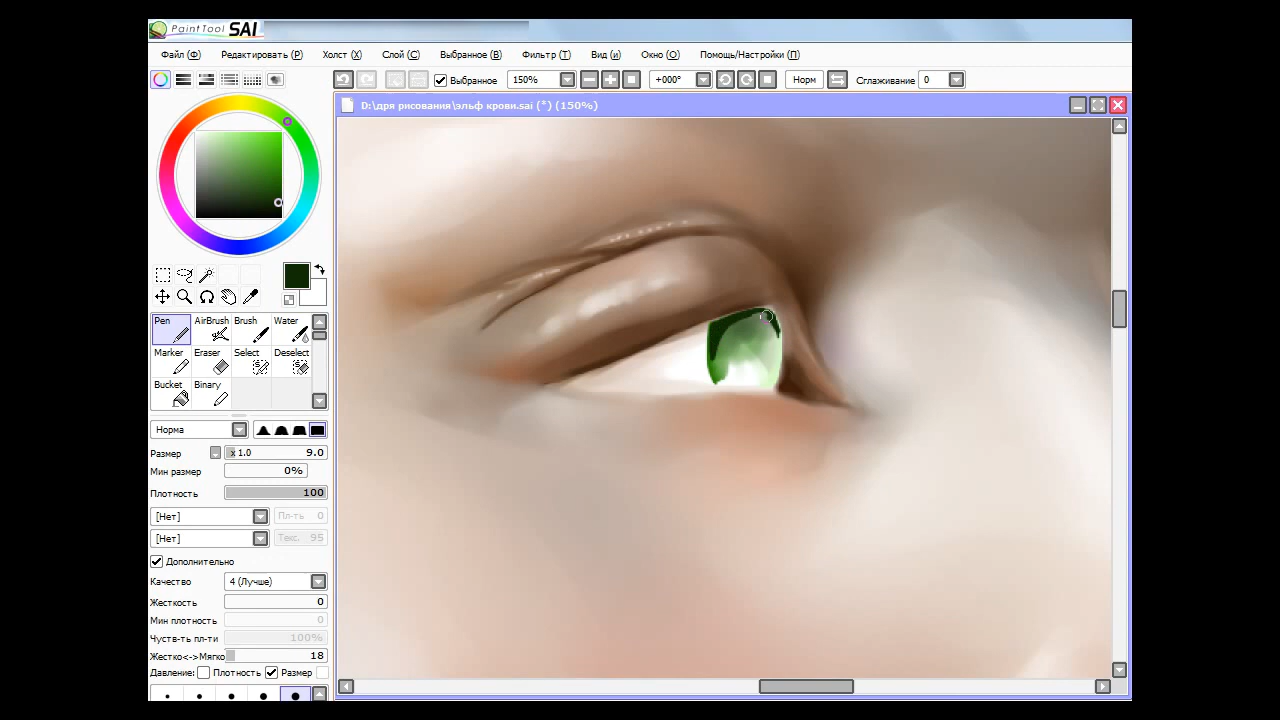 PaintTool SAI
Файл (Ф) Редактировать (Р) Холст (X) Слой (С) Выбранное (В) Фильтр (Т) Вид (и) Окно (О) Помощь/Настройки (П)
Выбранное 150% +000° Норм Сглаживание 0
D:\дря рисования\эльф крови.sai (*) (150%)
Pen AirBrush Brush Water
Marker Eraser Select Deselect
Bucket Binary
Норма
Размер x 1.0 9.0
Мин размер 0%
Плотность 100
[Нет] Пл-ть 0
[Нет] Текс. 95
Дополнительно
Качество 4 (Лучше)
Жесткость 0
Мин плотность 0
Чуств-ть пл-ти 100%
Жестко<->Мягко 18
Давление: Плотность Размер